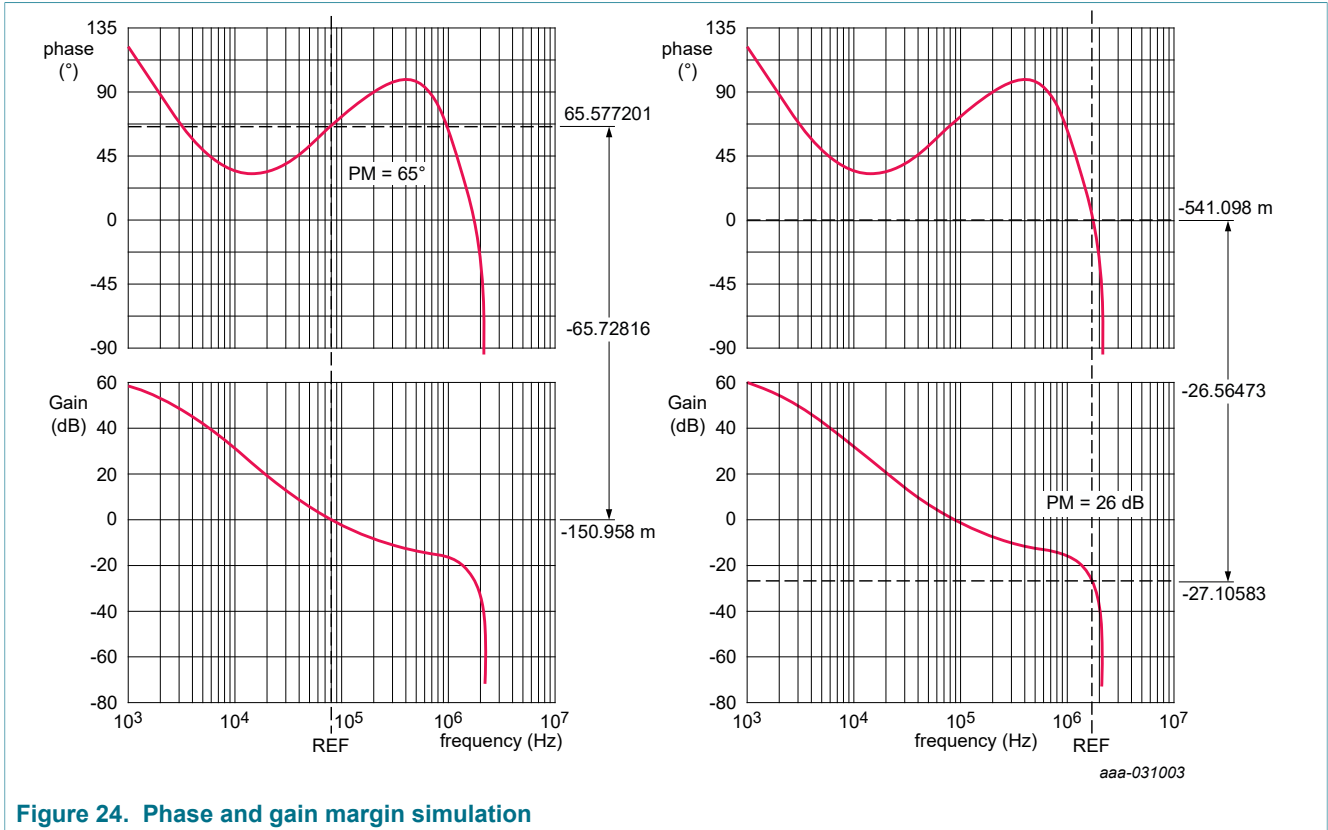 135
phase
(°)
90
45
0
-45
-90
PM = 65°
65.577201
-65.72816
-150.958 m
60
Gain
(dB)
40
20
0
-20
-40
-60
-80
10³ 10⁴ 10⁵ 10⁶ 10⁷
REF
frequency (Hz)
135
phase
(°)
90
45
0
-45
-90
-541.098 m
-26.56473
-27.10583
60
Gain
(dB)
40
20
0
-20
-40
-60
-80
PM = 26 dB
10³ 10⁴ 10⁵ 10⁶ 10⁷
frequency (Hz)
REF
aaa-031003
Figure 24. Phase and gain margin simulation